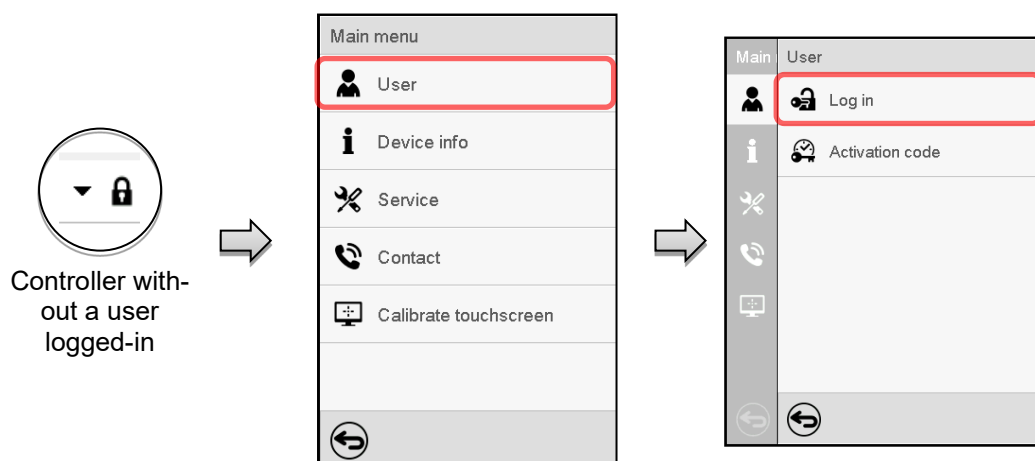 Controller with-
out a user
logged-in
Main menu
User
Device info
Service
Contact
Calibrate touchscreen
Main
User
Log in
Activation code